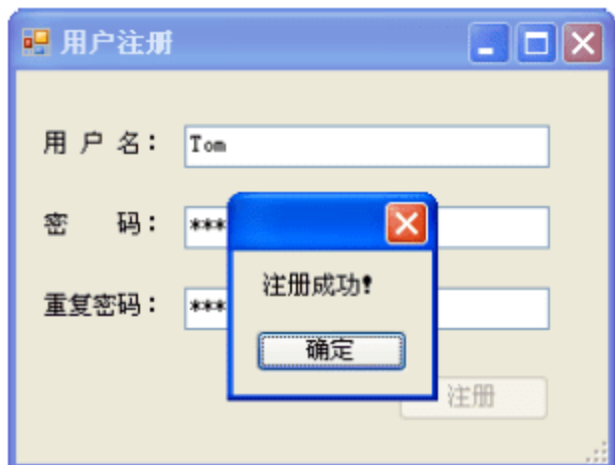 用户注册
用 户 名： Tom
密    码： ***
注册成功!
重复密码： ***
确定
注册